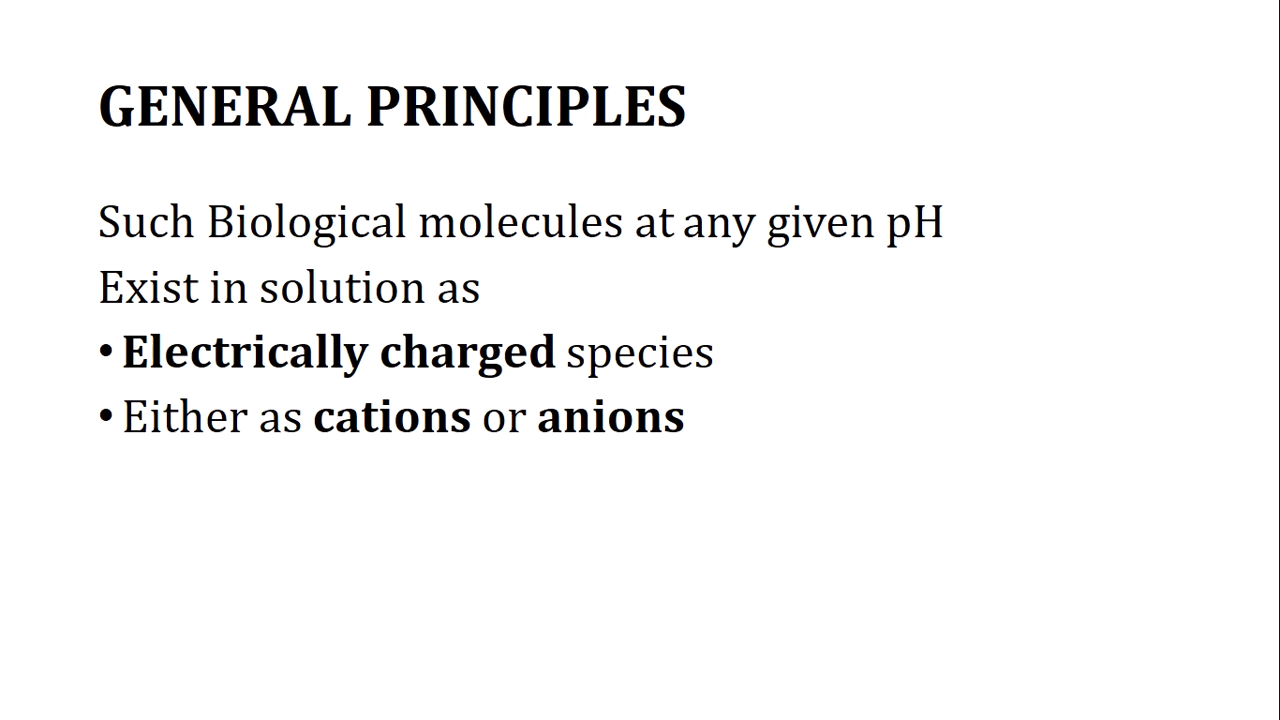 GENERAL PRINCIPLES
Such Biological molecules at any given pH
Exist in solution as
• Electrically charged species
• Either as cations or anions